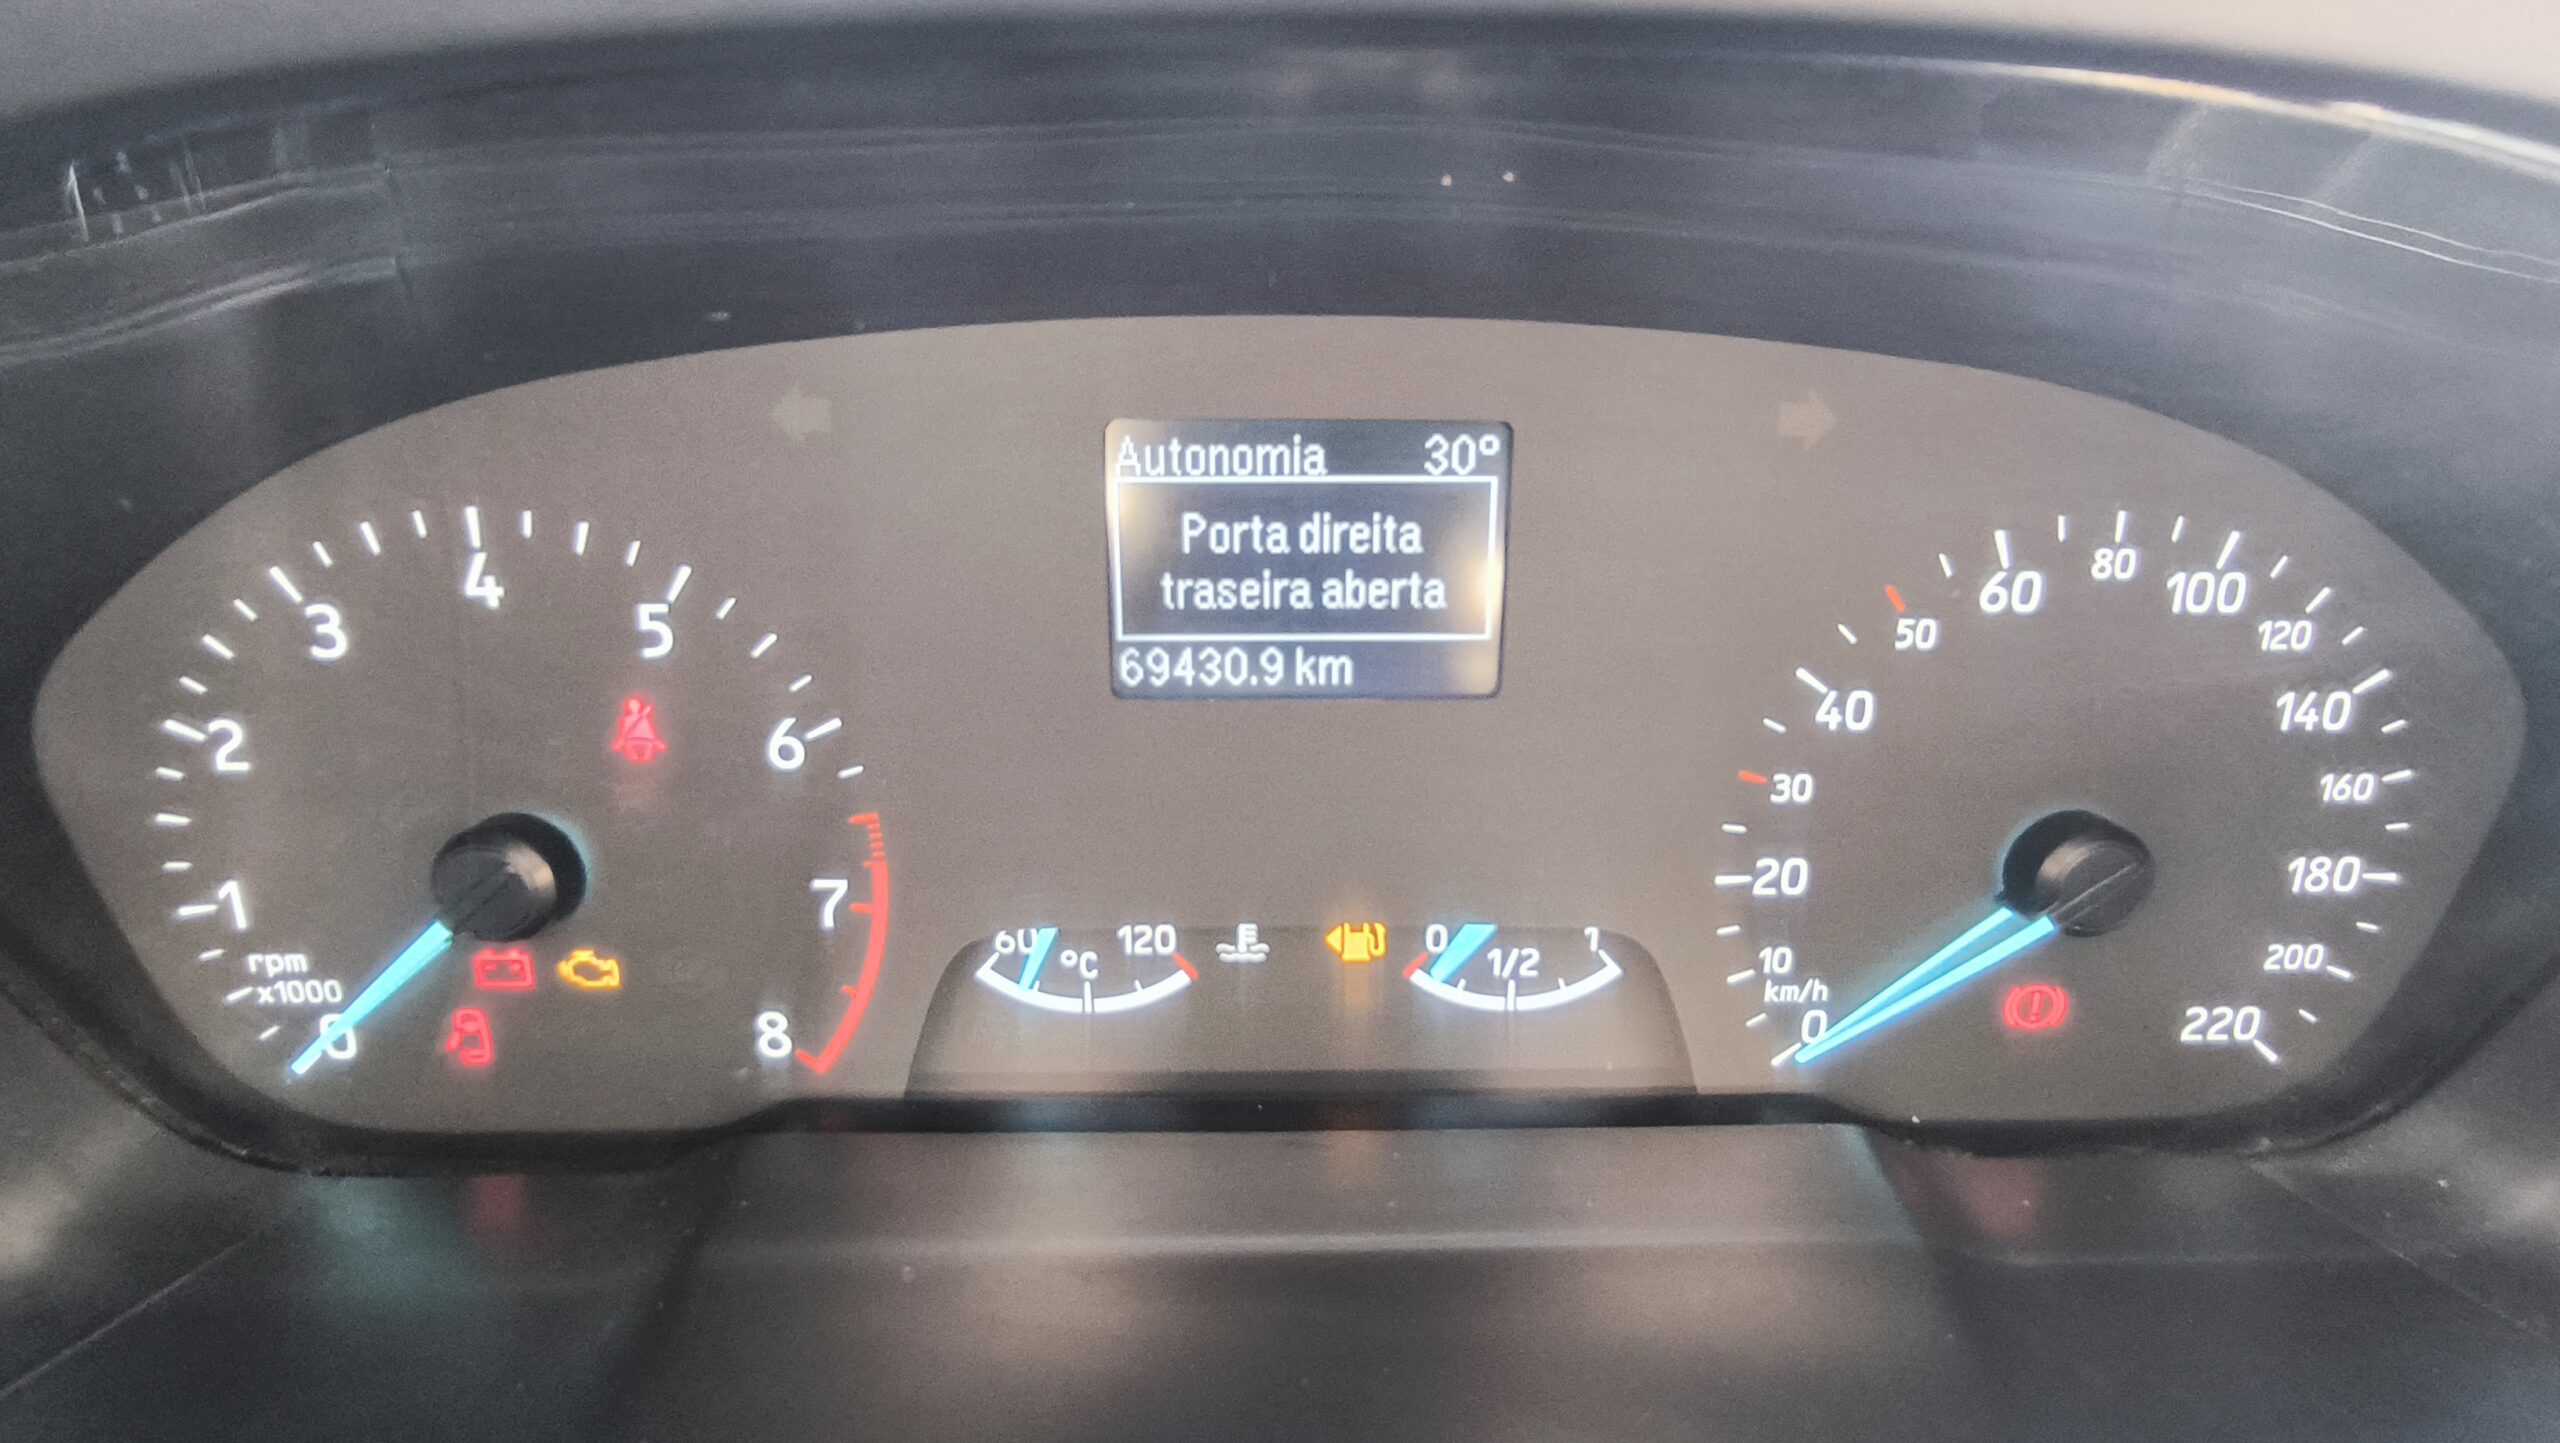 Autonomia 30°
Porta direita
traseira aberta
69430.9 km
0 1 2 3 4 5 6 7 8
rpm
x1000
60 °C 120
0 1/2 1
0 10 20 30 40 50 60 80 100 120 140 160 180 200 220
km/h